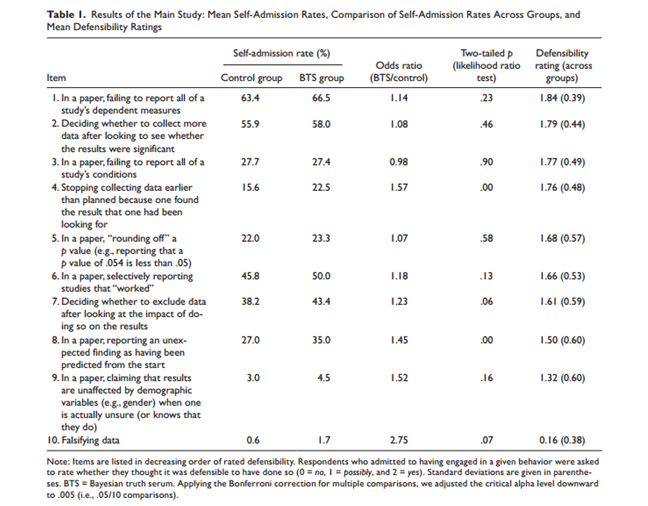 Table 1. Results of the Main Study: Mean Self-Admission Rates, Comparison of Self-Admission Rates Across Groups, and
Mean Defensibility Ratings
Self-admission rate (%)
Item
Control group
BTS group
Odds ratio
(BTS/control)
Two-tailed p
(likelihood ratio
test)
Defensibility
rating (across
groups)
1. In a paper, failing to report all of a 63.4 66.5 1.14 .23 1.84 (0.39)
study's dependent measures
2. Deciding whether to collect more 55.9 58.0 1.08 .46 1.79 (0.44)
data after looking to see whether
the results were significant
3. In a paper, failing to report all of a 27.7 27.4 0.98 .90 1.77 (0.49)
study's conditions
4. Stopping collecting data earlier 15.6 22.5 1.57 .00 1.76 (0.48)
than planned because one found
the result that one had been
looking for
5. In a paper, "rounding off" a 22.0 23.3 1.07 .58 1.68 (0.57)
p value (e.g., reporting that a
p value of .054 is less than .05)
6. In a paper, selectively reporting 45.8 50.0 1.18 .13 1.66 (0.53)
studies that "worked"
7. Deciding whether to exclude data 38.2 43.4 1.23 .06 1.61 (0.59)
after looking at the impact of do-
ing so on the results
8. In a paper, reporting an unex- 27.0 35.0 1.45 .00 1.50 (0.60)
pected finding as having been
predicted from the start
9. In a paper, claiming that results 3.0 4.5 1.52 .16 1.32 (0.60)
are unaffected by demographic
variables (e.g., gender) when one
is actually unsure (or knows that
they do)
10. Falsifying data 0.6 1.7 2.75 .07 0.16 (0.38)
Note: Items are listed in decreasing order of rated defensibility. Respondents who admitted to having engaged in a given behavior were asked
to rate whether they thought it was defensible to have done so (0 = no, 1 = possibly, and 2 = yes). Standard deviations are given in parenthe-
ses. BTS = Bayesian truth serum. Applying the Bonferroni correction for multiple comparisons, we adjusted the critical alpha level downward
to .005 (i.e., .05/10 comparisons).